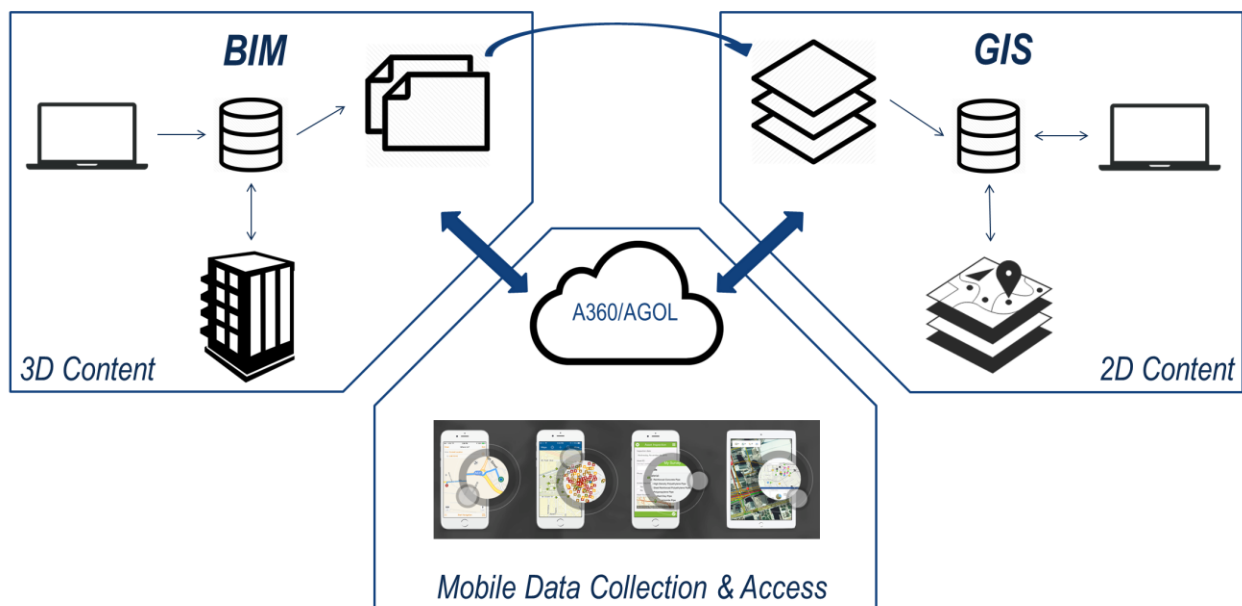 BIM
GIS
A360/AGOL
3D Content
2D Content
Mobile Data Collection & Access